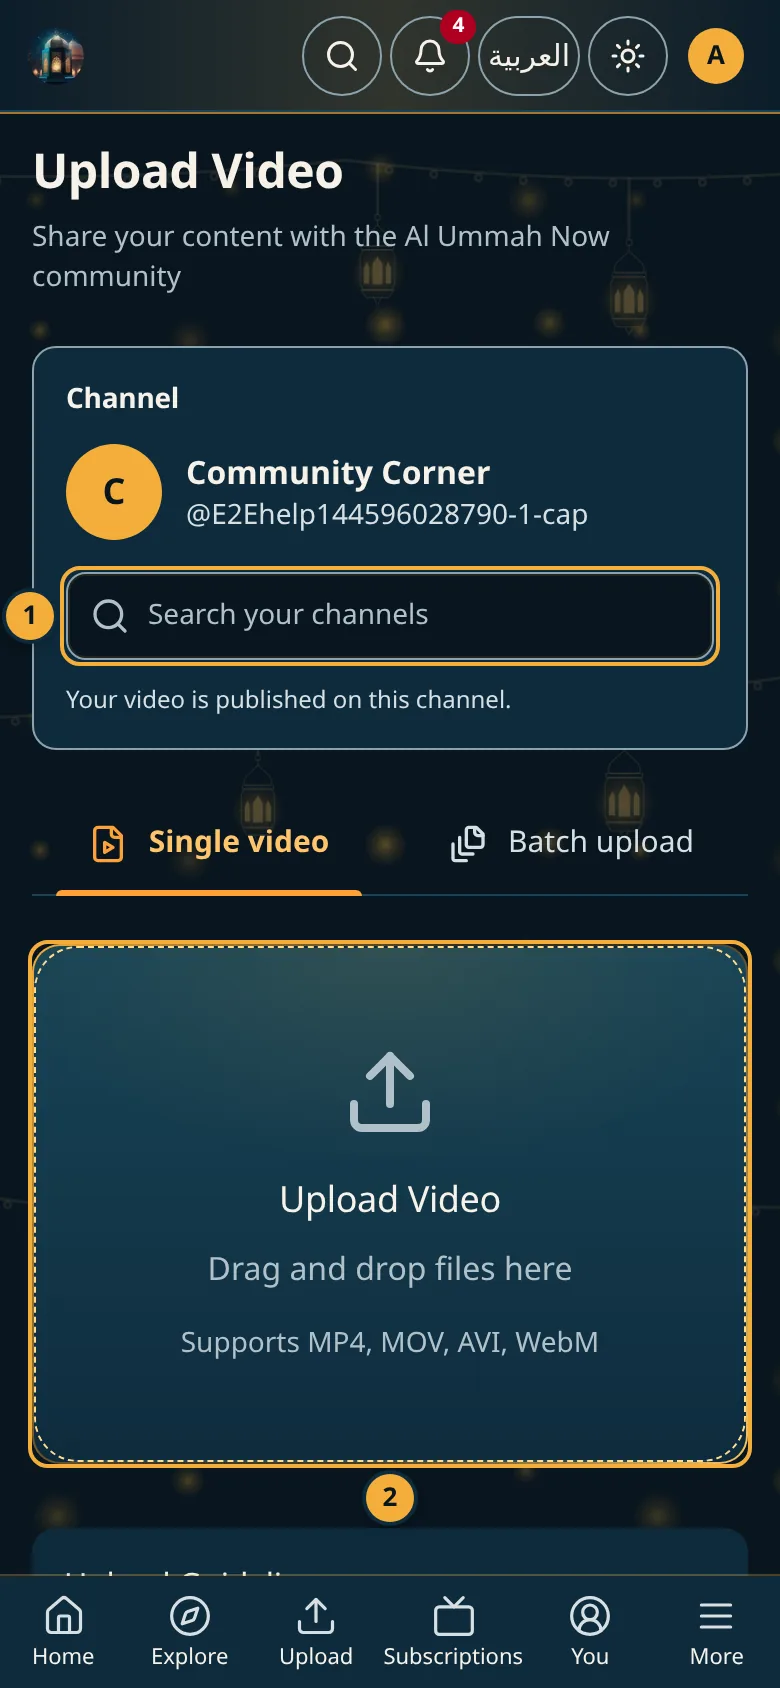 4
العربية
A
Upload Video
Share your content with the Al Ummah Now
community
Channel
C
Community Corner
@E2Ehelp144596028790-1-cap
1
Search your channels
Your video is published on this channel.
Single video
Batch upload
Upload Video
Drag and drop files here
Supports MP4, MOV, AVI, WebM
2
Home
Explore
Upload
Subscriptions
You
More